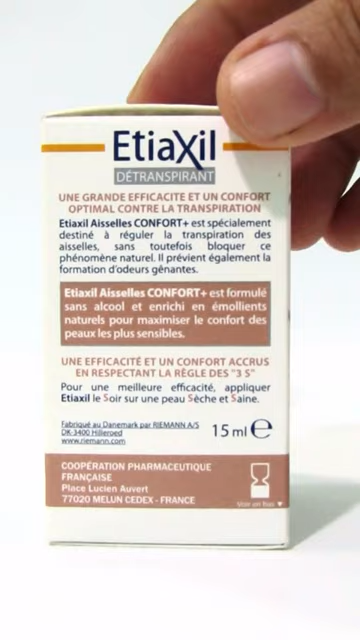 EtiaXil
DÉTRANSPIRANT
UNE GRANDE EFFICACITE ET UN CONFORT
OPTIMAL CONTRE LA TRANSPIRATION
Etiaxil Aisselles CONFORT+ est spécialement
destiné à réguler la transpiration des
aisselles, sans toutefois bloquer ce
phénomène naturel. Il prévient également la
formation d'odeurs gênantes.
Etiaxil Aisselles CONFORT+ est formulé
sans alcool et enrichi en émollients
naturels pour maximiser le confort des
peaux les plus sensibles.
UNE EFFICACITÉ ET UN CONFORT ACCRUS
EN RESPECTANT LA RÈGLE DES "3 S"
Pour une meilleure efficacité, appliquer
Etiaxil le Soir sur une peau Sèche et Saine.
Fabriqué au Danemark par RIEMANN A/S
DK-3400 Hilleroed
www.riemann.com
15 ml ℮
COOPÉRATION PHARMACEUTIQUE
FRANÇAISE
Place Lucien Auvert
77020 MELUN CEDEX - FRANCE
Voir en Bas ▼